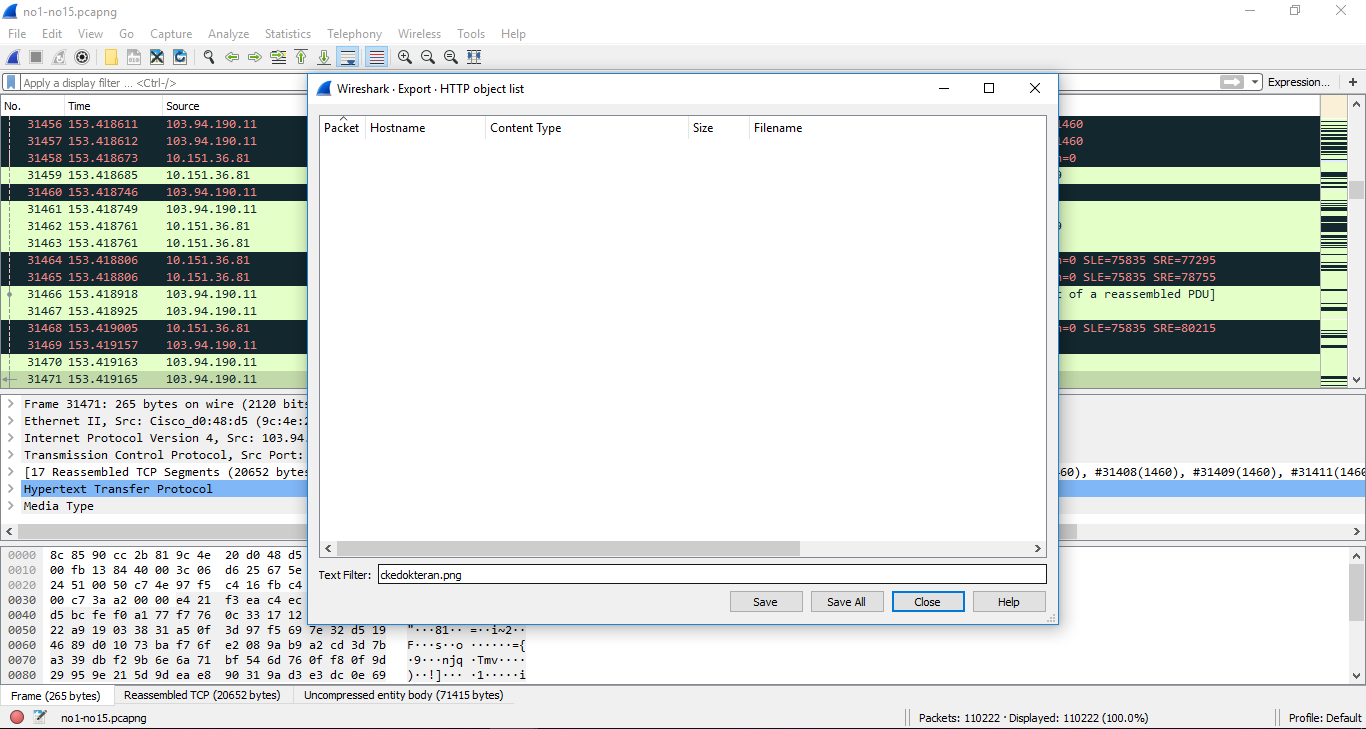 no1-no15.pcapng
File Edit View Go Capture Analyze Statistics Telephony Wireless Tools Help
Apply a display filter ... <Ctrl-/>
Expression... +
No. Time Source
31456 153.418611 103.94.190.11
31457 153.418612 103.94.190.11
31458 153.418673 10.151.36.81
31459 153.418685 10.151.36.81
31460 153.418746 103.94.190.11
31461 153.418749 103.94.190.11
31462 153.418761 10.151.36.81
31463 153.418761 10.151.36.81
31464 153.418806 10.151.36.81
31465 153.418806 10.151.36.81
31466 153.418918 103.94.190.11
31467 153.418925 103.94.190.11
31468 153.419005 10.151.36.81
31469 153.419157 103.94.190.11
31470 153.419163 103.94.190.11
31471 153.419165 103.94.190.11
1460
1460
=0
=0 SLE=75835 SRE=77295
=0 SLE=75835 SRE=78755
of a reassembled PDU]
=0 SLE=75835 SRE=80215
Wireshark · Export · HTTP object list
Packet Hostname Content Type Size Filename
Text Filter: ckedokteran.png
Save Save All Close Help
Frame 31471: 265 bytes on wire (2120 bits
Ethernet II, Src: Cisco_d0:48:d5 (9c:4e:2
Internet Protocol Version 4, Src: 103.94.
Transmission Control Protocol, Src Port:
[17 Reassembled TCP Segments (20652 bytes
60), #31408(1460), #31409(1460), #31411(1460
Hypertext Transfer Protocol
Media Type
0000 8c 85 90 cc 2b 81 9c 4e 20 d0 48 d5
0010 00 fb 13 84 40 00 3c 06 d6 25 67 5e
0020 24 51 00 50 c7 4e 97 f5 c4 16 fb c4
0030 00 c7 3a a2 00 00 e4 21 f3 ea c4 ec
0040 d5 bc fe f0 a1 77 f7 76 0c 33 17 12
0050 22 a9 19 03 38 31 a5 0f 3d 97 f5 69 7e 32 d5 19 "···81·· =··i~2··
0060 46 89 d0 10 73 ba f7 6f e2 08 9a b9 a2 cd 3d 7b F···s··o ······={
0070 a3 39 db f2 9b 6e 6a 71 bf 54 6d 76 0f f8 0f 9d ·9···njq ·Tmv····
0080 29 95 9e 21 5d 9d ea e8 90 31 9a d3 e3 dc 0e 69 )··!]··· ·1·····i
Frame (265 bytes) Reassembled TCP (20652 bytes) Uncompressed entity body (71415 bytes)
no1-no15.pcapng
Packets: 110222 · Displayed: 110222 (100.0%)
Profile: Default